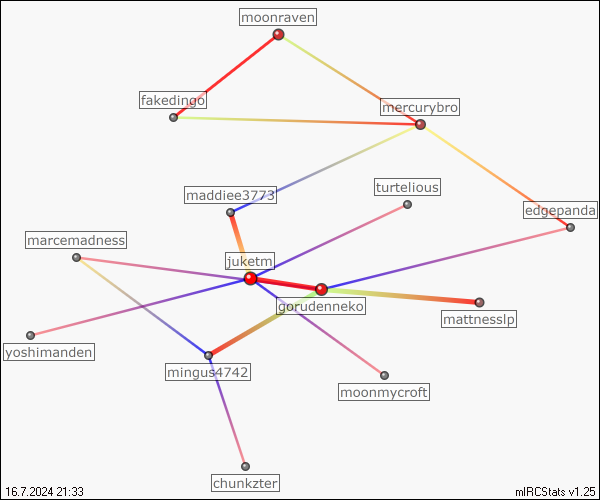 moonraven
fakedingo
mercurybro
maddiee3773
turtelious
edgepanda
marcemadness
juketm
gorudenneko
mattnesslp
yoshimanden
mingus4742
moonmycroft
chunkzter
16.7.2024 21:33
mIRCStats v1.25